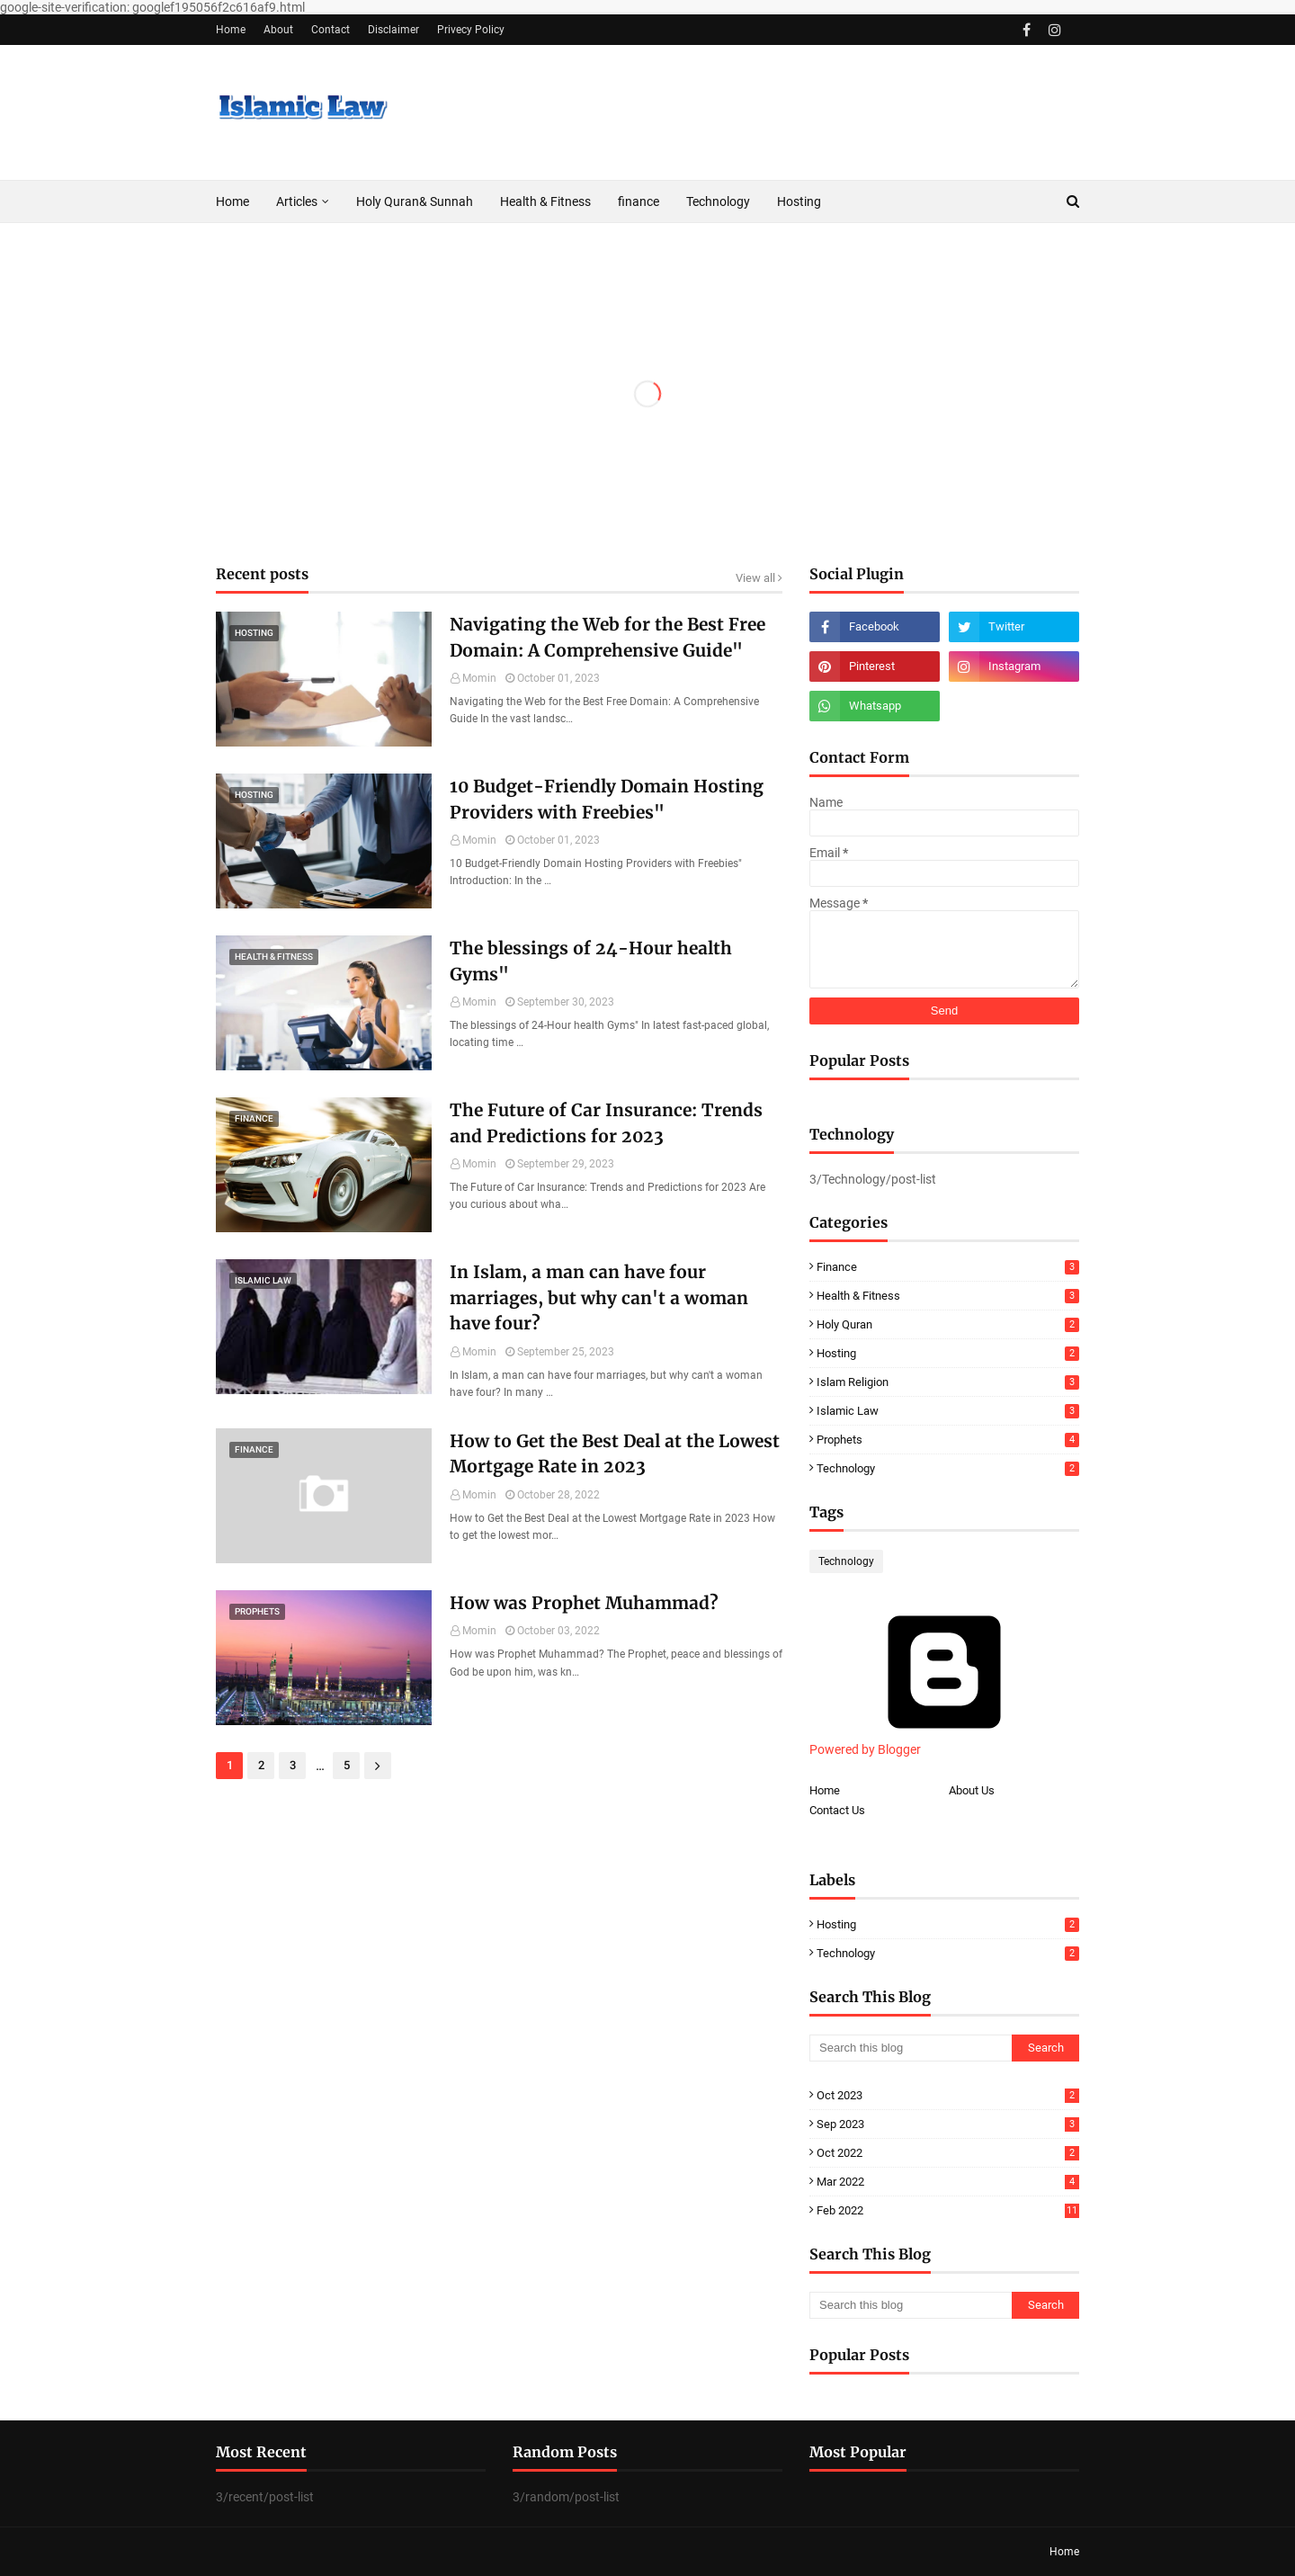 google-site-verification: googlef195056f2c616af9.html
Home About Contact Disclaimer Privecy Policy
Islamic Law
Home Articles Holy Quran& Sunnah Health & Fitness finance Technology Hosting
Recent posts
View all
HOSTING
Navigating the Web for the Best Free
Domain: A Comprehensive Guide"
Momin October 01, 2023
Navigating the Web for the Best Free Domain: A Comprehensive
Guide In the vast landsc...
HOSTING
10 Budget-Friendly Domain Hosting
Providers with Freebies"
Momin October 01, 2023
10 Budget-Friendly Domain Hosting Providers with Freebies"
Introduction: In the ...
HEALTH & FITNESS
The blessings of 24-Hour health
Gyms"
Momin September 30, 2023
The blessings of 24-Hour health Gyms" In latest fast-paced global,
locating time ...
FINANCE
The Future of Car Insurance: Trends
and Predictions for 2023
Momin September 29, 2023
The Future of Car Insurance: Trends and Predictions for 2023 Are
you curious about wha...
ISLAMIC LAW
In Islam, a man can have four
marriages, but why can't a woman
have four?
Momin September 25, 2023
In Islam, a man can have four marriages, but why can't a woman
have four? In many ...
FINANCE
How to Get the Best Deal at the Lowest
Mortgage Rate in 2023
Momin October 28, 2022
How to Get the Best Deal at the Lowest Mortgage Rate in 2023 How
to get the lowest mor...
PROPHETS
How was Prophet Muhammad?
Momin October 03, 2022
How was Prophet Muhammad? The Prophet, peace and blessings of
God be upon him, was kn...
1 2 3 ... 5
Social Plugin
Facebook Twitter
Pinterest Instagram
Whatsapp
Contact Form
Name
Email *
Message *
Send
Popular Posts
Technology
3/Technology/post-list
Categories
Finance 3
Health & Fitness 3
Holy Quran 2
Hosting 2
Islam Religion 3
Islamic Law 3
Prophets 4
Technology 2
Tags
Technology
Powered by Blogger
Home About Us
Contact Us
Labels
Hosting 2
Technology 2
Search This Blog
Search this blog Search
Oct 2023 2
Sep 2023 3
Oct 2022 2
Mar 2022 4
Feb 2022 11
Search This Blog
Search this blog Search
Popular Posts
Most Recent
3/recent/post-list
Random Posts
3/random/post-list
Most Popular
Home